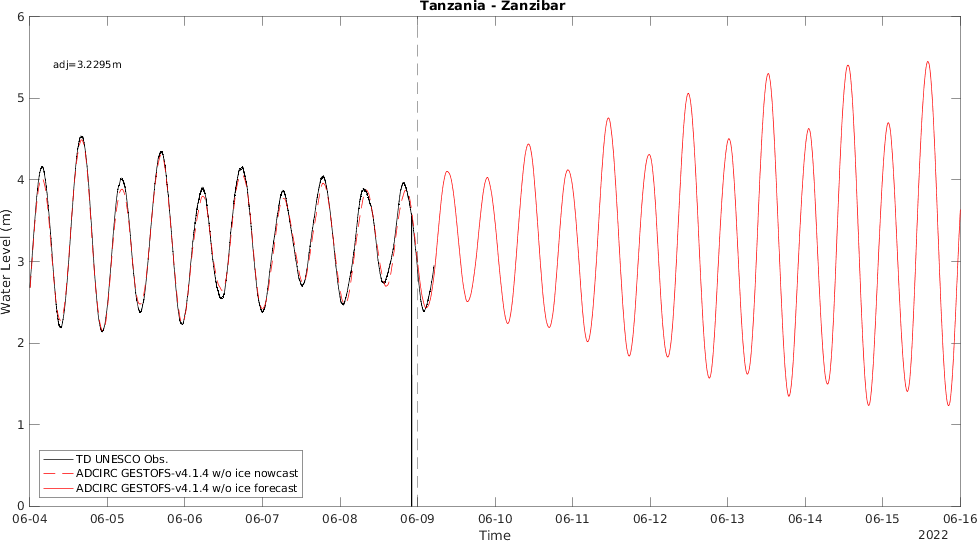 Tanzania - Zanzibar
adj=3.2295m
6
5
4
3
2
1
0
Water Level (m)
TD UNESCO Obs.
ADCIRC GESTOFS-v4.1.4 w/o ice nowcast
ADCIRC GESTOFS-v4.1.4 w/o ice forecast
06-04 06-05 06-06 06-07 06-08 06-09 06-10 06-11 06-12 06-13 06-14 06-15 06-16
Time
2022